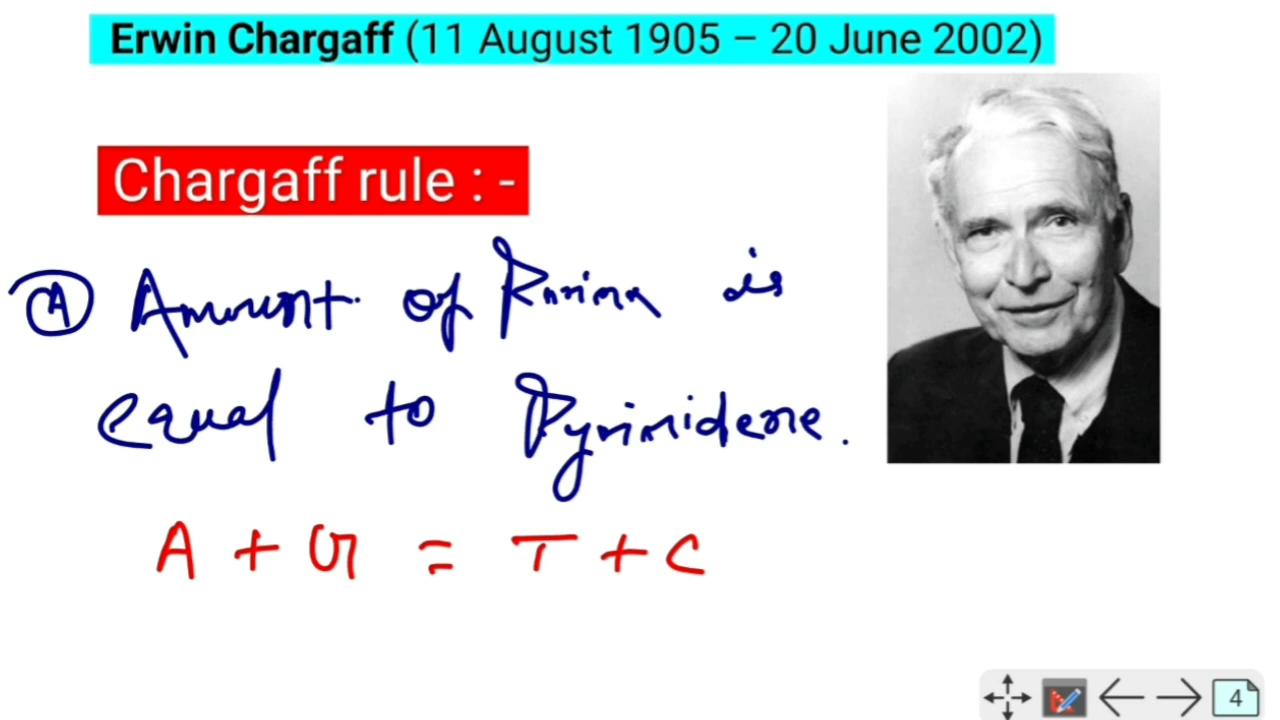 Erwin Chargaff (11 August 1905 – 20 June 2002)
Chargaff rule : -
A Amount of Purine is
equal to Pyrimidene.
A + G = T + C
4